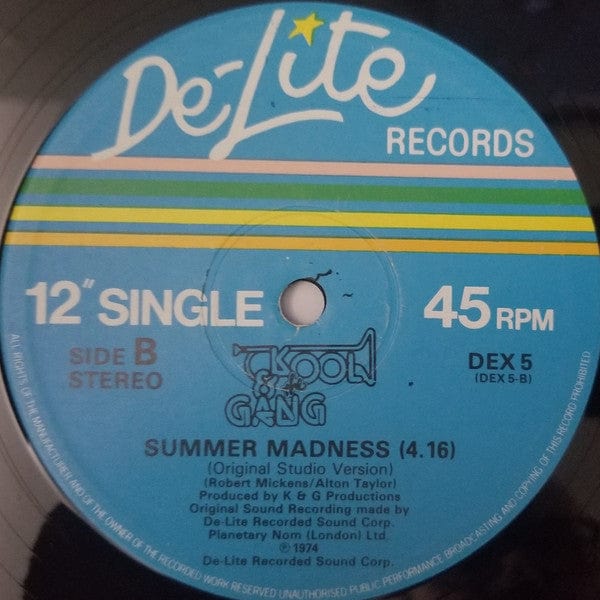 De-Lite
RECORDS
12" SINGLE
45 RPM
SIDE B
STEREO
KOOL
& the
GANG
DEX 5
(DEX 5-B)
SUMMER MADNESS (4.16)
(Original Studio Version)
(Robert Mickens/Alton Taylor)
Produced by K & G Productions
Original Sound Recording made by
De-Lite Recorded Sound Corp.
Planetary Nom (London) Ltd.
℗ 1974
De-Lite Recorded Sound Corp.
ALL RIGHTS OF THE MANUFACTURER AND OF THE OWNER OF THE RECORDED WORK RESERVED. UNAUTHORISED PUBLIC PERFORMANCE BROADCASTING AND COPYING OF THIS RECORD PROHIBITED